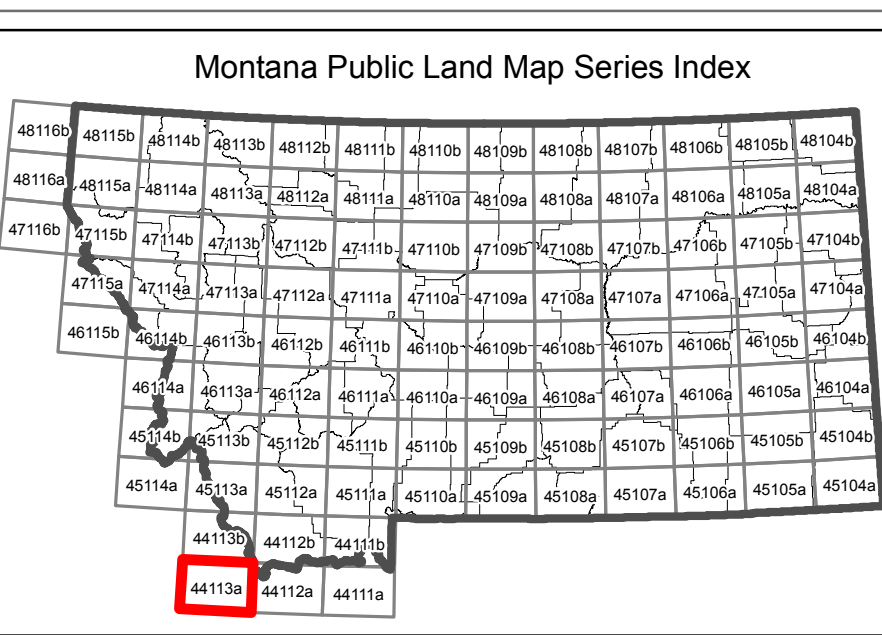 Montana Public Land Map Series Index
48116b 48115b 48114b 48113b 48112b 48111b 48110b 48109b 48108b 48107b 48106b 48105b 48104b
48116a 48115a 48114a 48113a 48112a 48111a 48110a 48109a 48108a 48107a 48106a 48105a 48104a
47116b 47115b 47114b 47113b 47112b 47111b 47110b 47109b 47108b 47107b 47106b 47105b 47104b
47115a 47114a 47113a 47112a 47111a 47110a 47109a 47108a 47107a 47106a 47105a 47104a
46115b 46114b 46113b 46112b 46111b 46110b 46109b 46108b 46107b 46106b 46105b 46104b
46114a 46113a 46112a 46111a 46110a 46109a 46108a 46107a 46106a 46105a 46104a
45114b 45113b 45112b 45111b 45110b 45109b 45108b 45107b 45106b 45105b 45104b
45114a 45113a 45112a 45111a 45110a 45109a 45108a 45107a 45106a 45105a 45104a
44113b 44112b 44111b
44113a 44112a 44111a